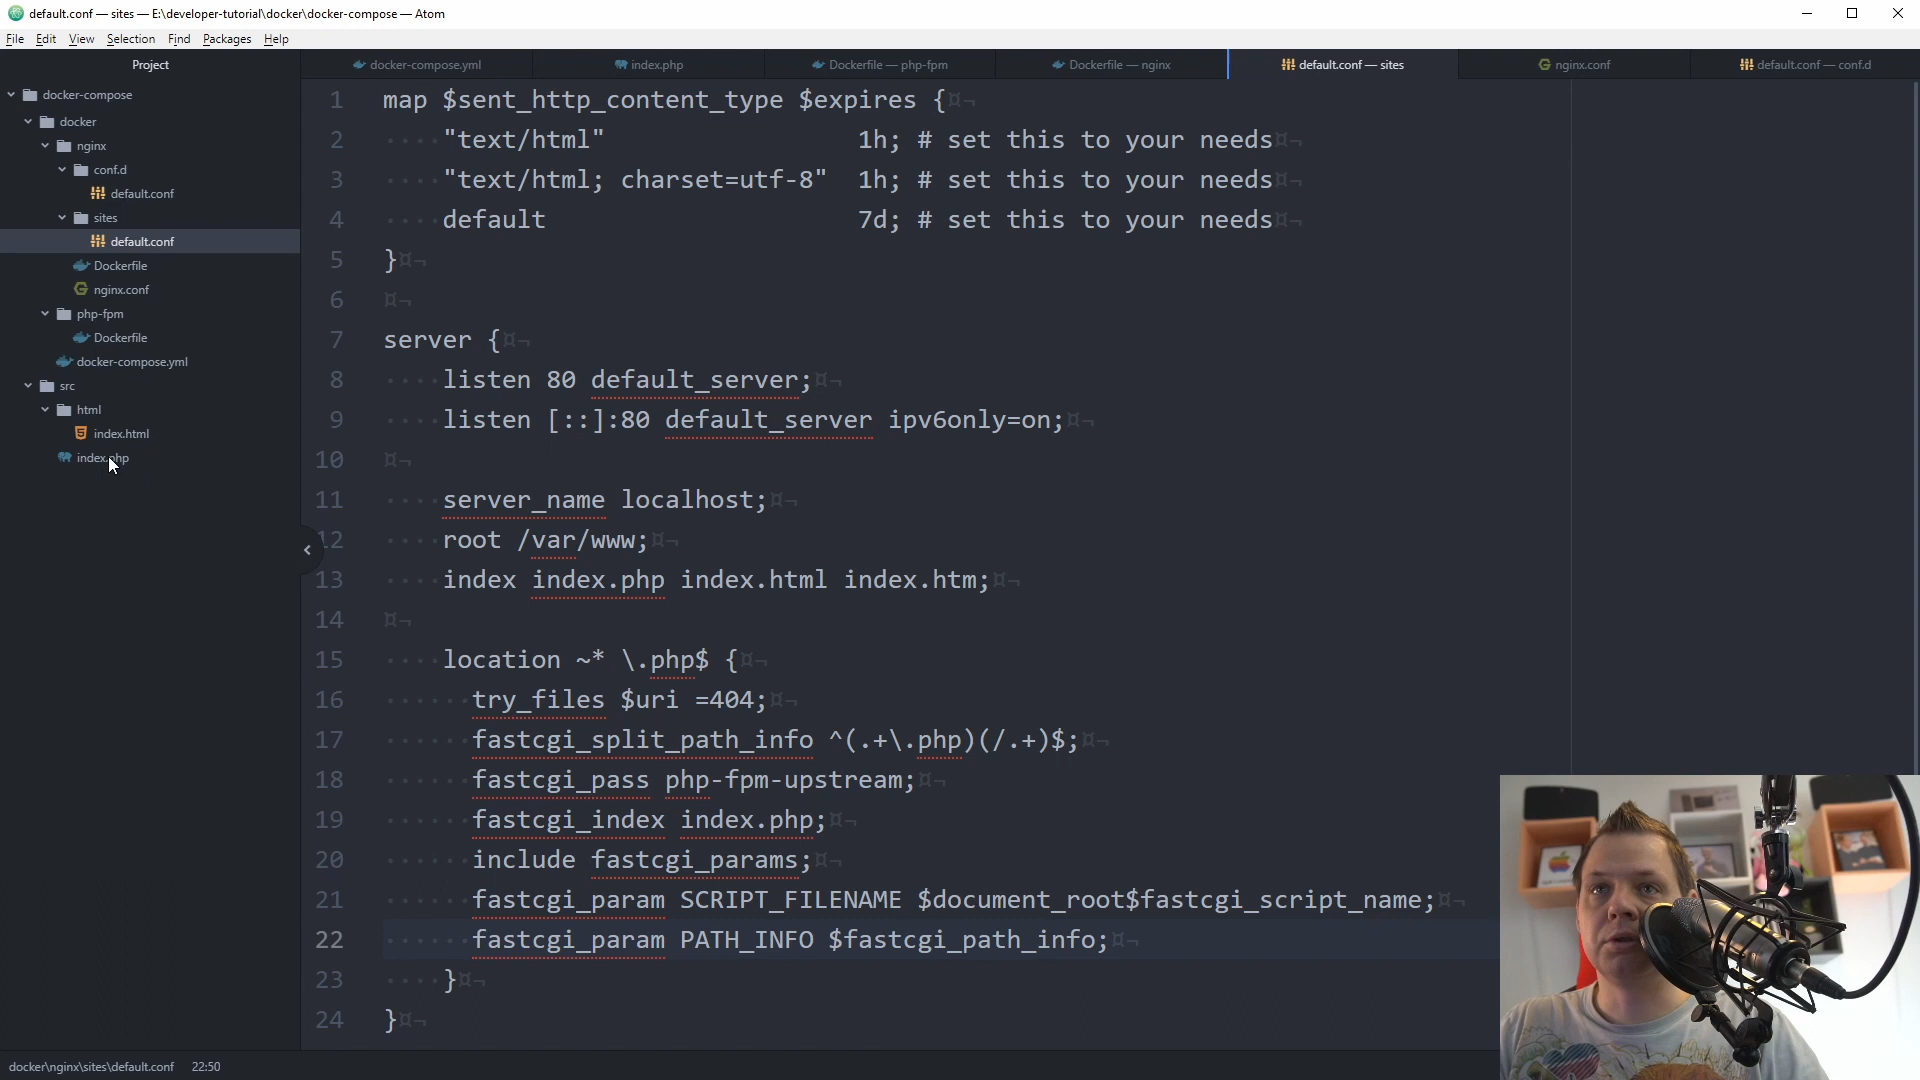 default.conf — sites — E:\developer-tutorial\docker\docker-compose — Atom
File Edit View Selection Find Packages Help
Project
docker-compose
docker
nginx
conf.d
default.conf
sites
default.conf
Dockerfile
nginx.conf
php-fpm
Dockerfile
docker-compose.yml
src
html
index.html
index.php
docker-compose.yml index.php Dockerfile — php-fpm Dockerfile — nginx default.conf — sites nginx.conf default.conf — conf.d
1 map $sent_http_content_type $expires {
2 "text/html" 1h; # set this to your needs
3 "text/html; charset=utf-8" 1h; # set this to your needs
4 default 7d; # set this to your needs
5 }
6
7 server {
8 listen 80 default_server;
9 listen [::]:80 default_server ipv6only=on;
10
11 server_name localhost;
12 root /var/www;
13 index index.php index.html index.htm;
14
15 location ~* \.php$ {
16 try_files $uri =404;
17 fastcgi_split_path_info ^(.+\.php)(/.+)$;
18 fastcgi_pass php-fpm-upstream;
19 fastcgi_index index.php;
20 include fastcgi_params;
21 fastcgi_param SCRIPT_FILENAME $document_root$fastcgi_script_name;
22 fastcgi_param PATH_INFO $fastcgi_path_info;
23 }
24 }
docker\nginx\sites\default.conf 22:50